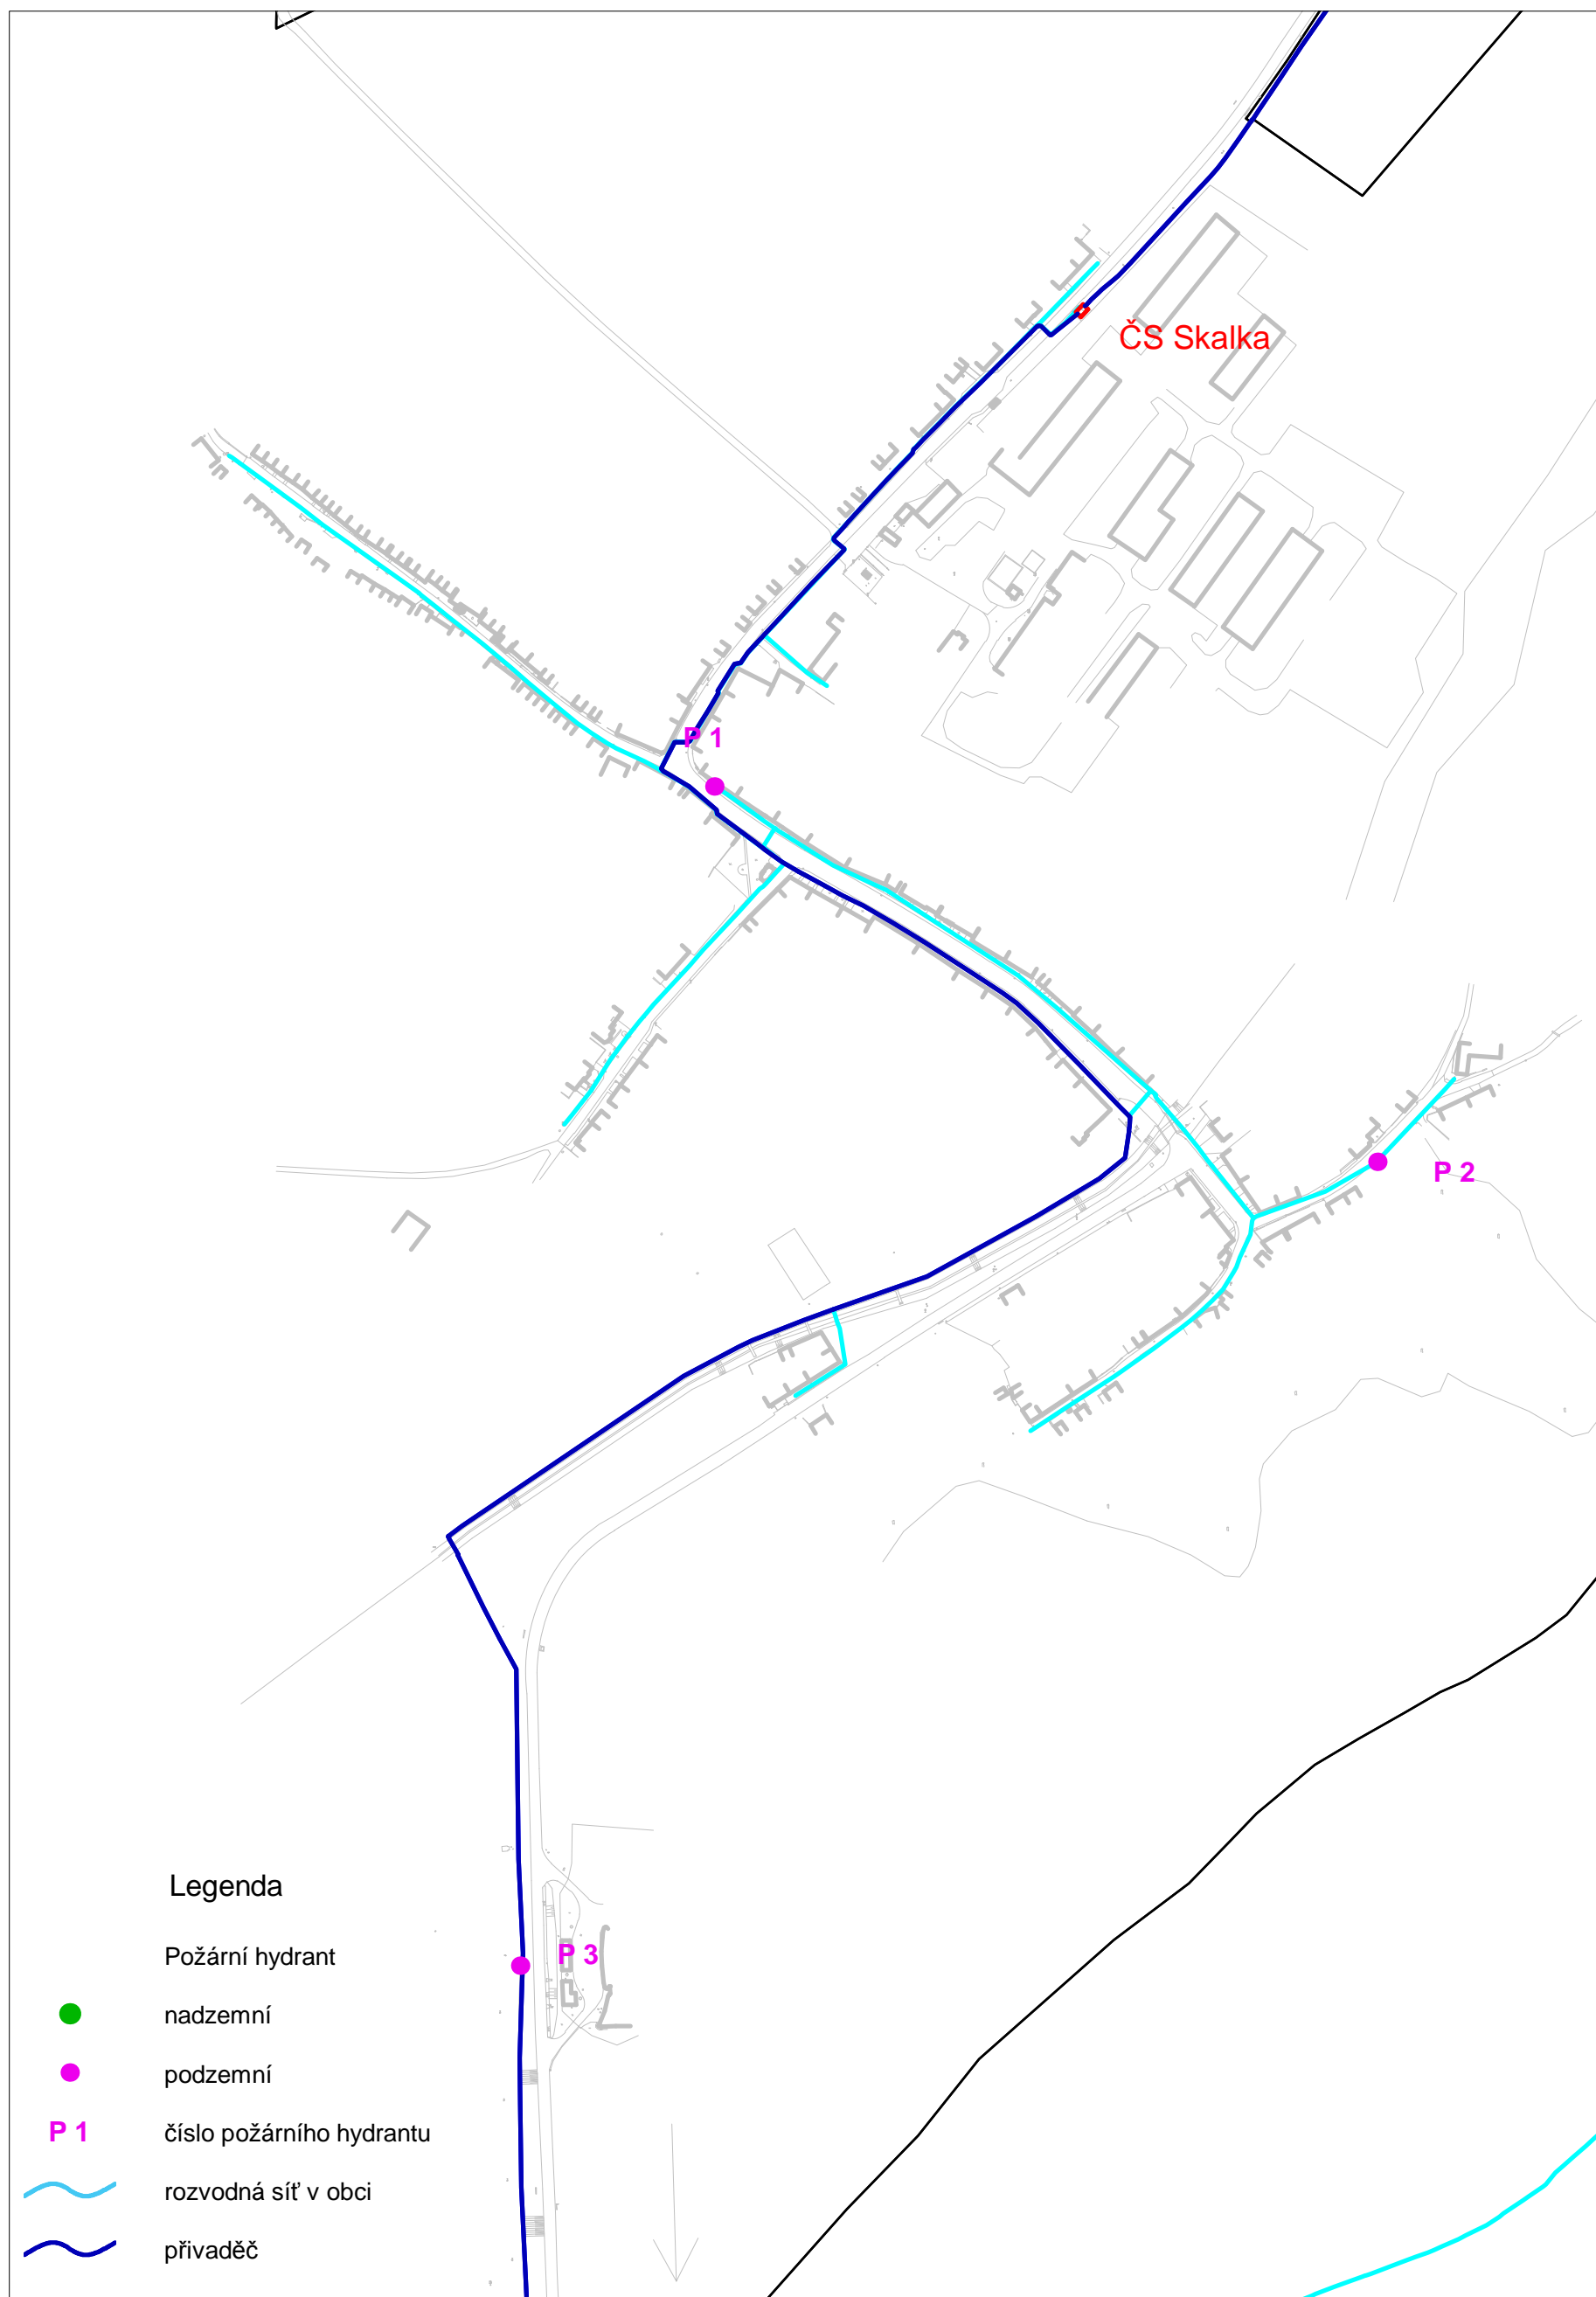 ČS Skalka
P 1
P 2
Legenda
Požární hydrant
P 3
nadzemní
podzemní
P 1 číslo požárního hydrantu
rozvodná síť v obci
přivaděč